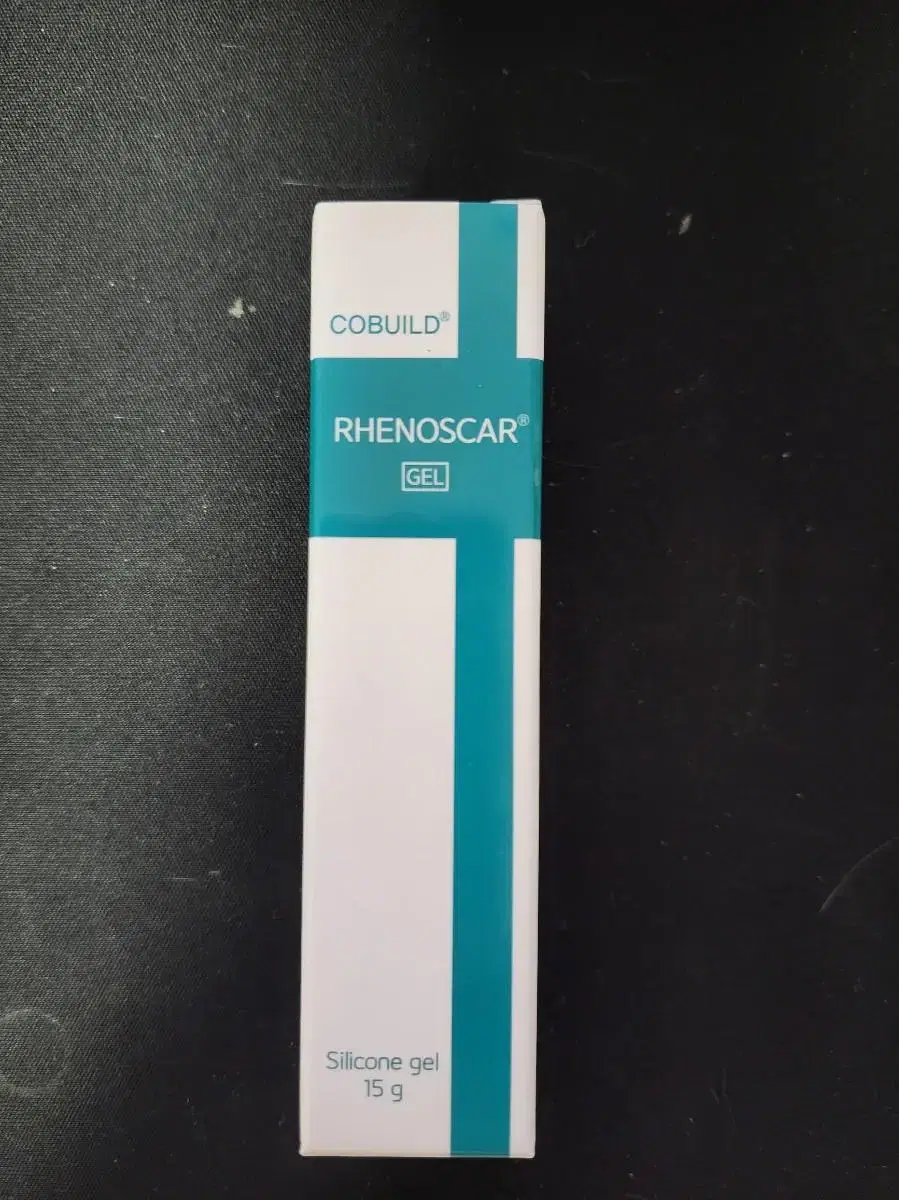 COBUILD®
RHENOSCAR®
GEL
Silicone gel
15 g